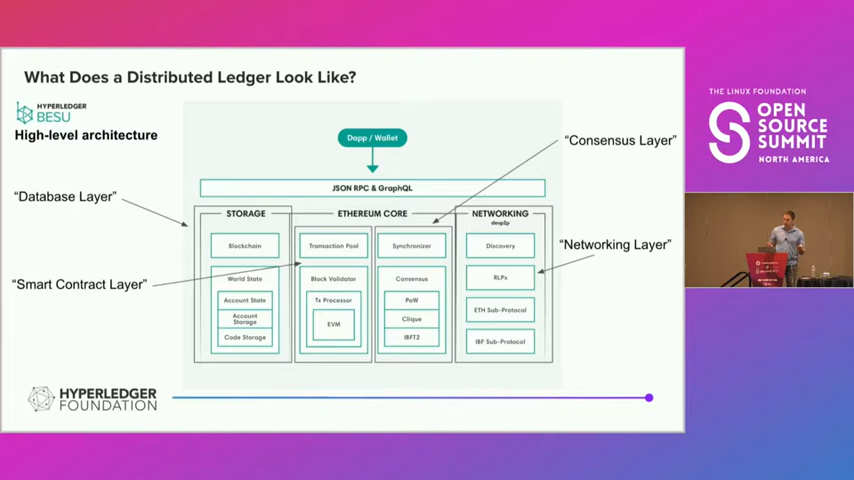 What Does a Distributed Ledger Look Like?
HYPERLEDGER
BESU
High-level architecture
Dapp / Wallet
JSON RPC & GraphQL
"Consensus Layer"
"Database Layer"
"Networking Layer"
"Smart Contract Layer"
STORAGE
Blockchain
World State
Account State
Account
Storage
Code Storage
ETHEREUM CORE
Transaction Pool
Block Validator
Tx Processor
EVM
Synchronizer
Consensus
PoW
Clique
IBFT2
NETWORKING
devp2p
Discovery
RLPx
ETH Sub-Protocol
IBF Sub-Protocol
HYPERLEDGER
FOUNDATION
THE LINUX FOUNDATION
OPEN
SOURCE
SUMMIT
NORTH AMERICA